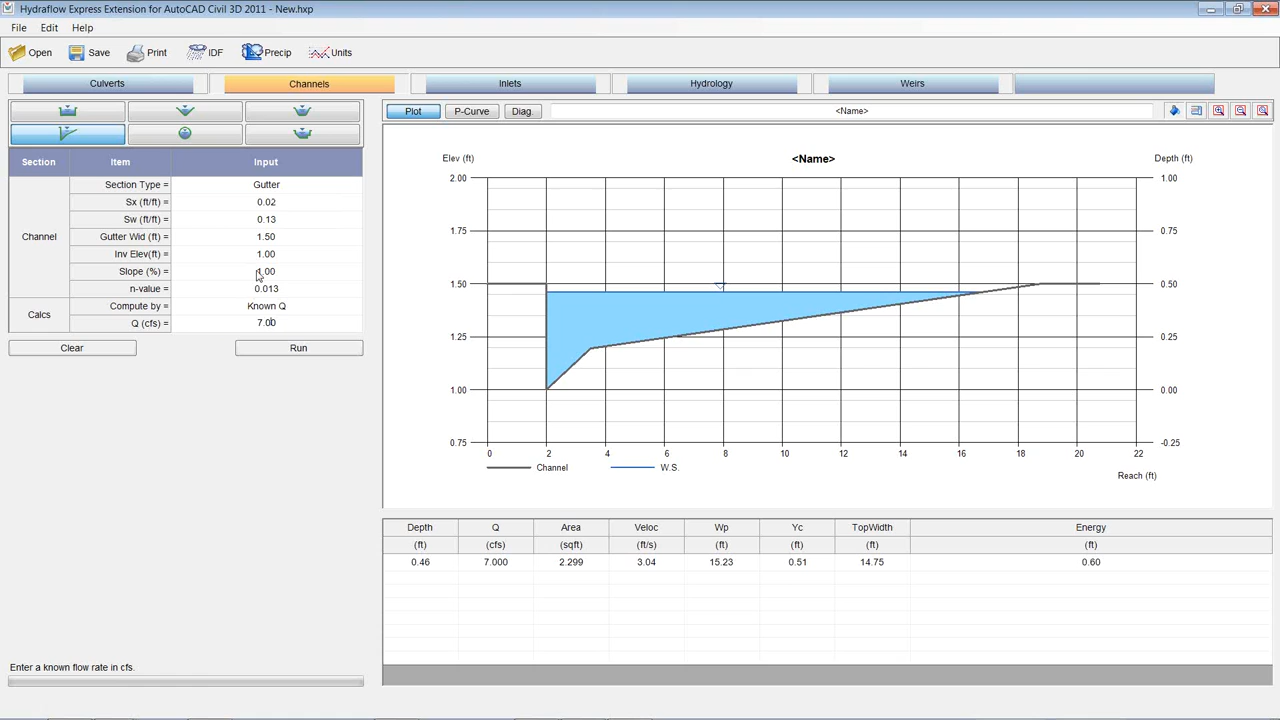 Hydraflow Express Extension for AutoCAD Civil 3D 2011 - New.hxp
File Edit Help
Open Save Print IDF Precip Units
Culverts Channels Inlets Hydrology Weirs
Plot P-Curve Diag. <Name>
Section Item Input
Channel
Section Type = Gutter
Sx (ft/ft) = 0.02
Sw (ft/ft) = 0.13
Gutter Wid (ft) = 1.50
Inv Elev(ft) = 1.00
Slope (%) = 1.00
n-value = 0.013
Calcs
Compute by = Known Q
Q (cfs) = 7.00
Clear Run
Elev (ft) <Name> Depth (ft)
2.00 1.00
1.75 0.75
1.50 0.50
1.25 0.25
1.00 0.00
0.75 -0.25
0 2 4 6 8 10 12 14 16 18 20 22
Channel W.S.
Reach (ft)
Depth Q Area Veloc Wp Yc TopWidth Energy
(ft) (cfs) (sqft) (ft/s) (ft) (ft) (ft) (ft)
0.46 7.000 2.299 3.04 15.23 0.51 14.75 0.60
Enter a known flow rate in cfs.